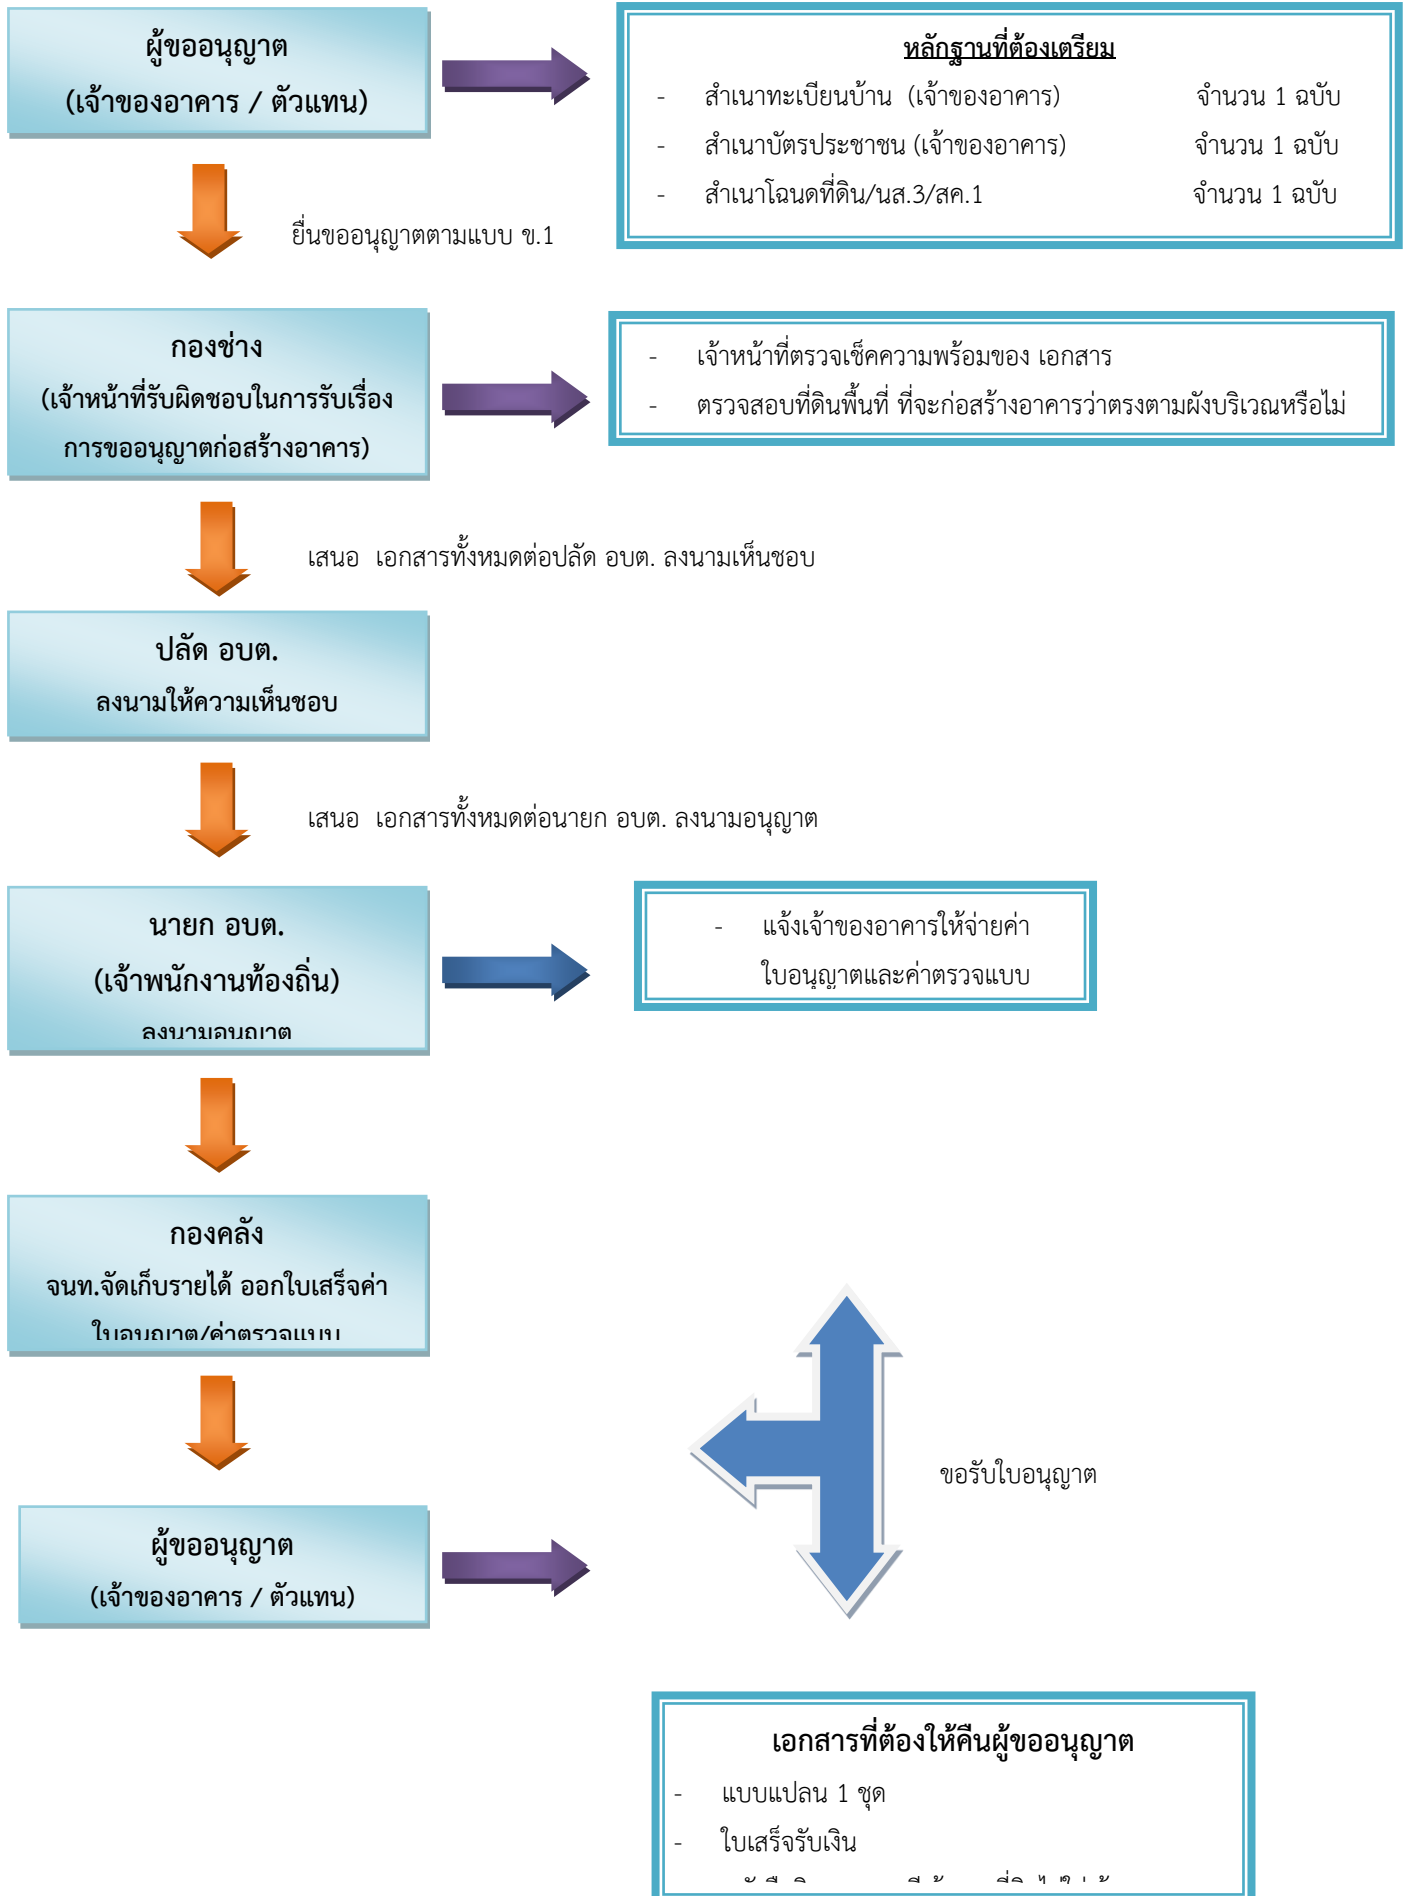 ผู้ขออนุญาต
(เจ้าของอาคาร / ตัวแทน)
หลักฐานที่ต้องเตรียม
- สำเนาทะเบียนบ้าน (เจ้าของอาคาร) จำนวน 1 ฉบับ
- สำเนาบัตรประชาชน (เจ้าของอาคาร) จำนวน 1 ฉบับ
- สำเนาโฉนดที่ดิน/นส.3/สค.1 จำนวน 1 ฉบับ
ยื่นขออนุญาตตามแบบ ข.1
กองช่าง
(เจ้าหน้าที่รับผิดชอบในการรับเรื่อง
การขออนุญาตก่อสร้างอาคาร)
- เจ้าหน้าที่ตรวจเช็คความพร้อมของ เอกสาร
- ตรวจสอบที่ดินพื้นที่ ที่จะก่อสร้างอาคารว่าตรงตามผังบริเวณหรือไม่
เสนอ เอกสารทั้งหมดต่อปลัด อบต. ลงนามเห็นชอบ
ปลัด อบต.
ลงนามให้ความเห็นชอบ
เสนอ เอกสารทั้งหมดต่อนายก อบต. ลงนามอนุญาต
นายก อบต.
(เจ้าพนักงานท้องถิ่น)
ลงนามอนุญาต
- แจ้งเจ้าของอาคารให้จ่ายค่า
ใบอนุญาตและค่าตรวจแบบ
กองคลัง
จนท.จัดเก็บรายได้ ออกใบเสร็จค่า
ใบอนุญาต/ค่าตรวจแบบ
ขอรับใบอนุญาต
ผู้ขออนุญาต
(เจ้าของอาคาร / ตัวแทน)
เอกสารที่ต้องให้คืนผู้ขออนุญาต
- แบบแปลน 1 ชุด
- ใบเสร็จรับเงิน